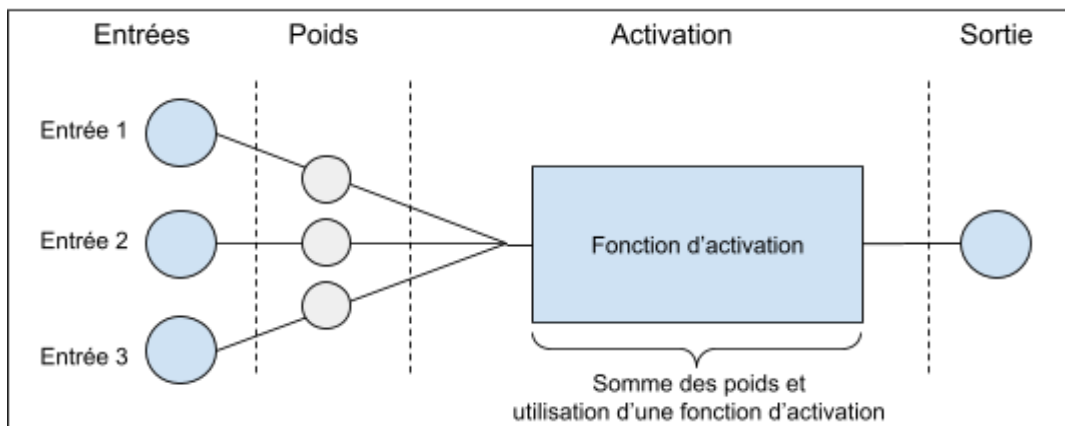 Entrées Poids Activation Sortie
Entrée 1
Entrée 2
Fonction d'activation
Entrée 3
Somme des poids et
utilisation d'une fonction d'activation